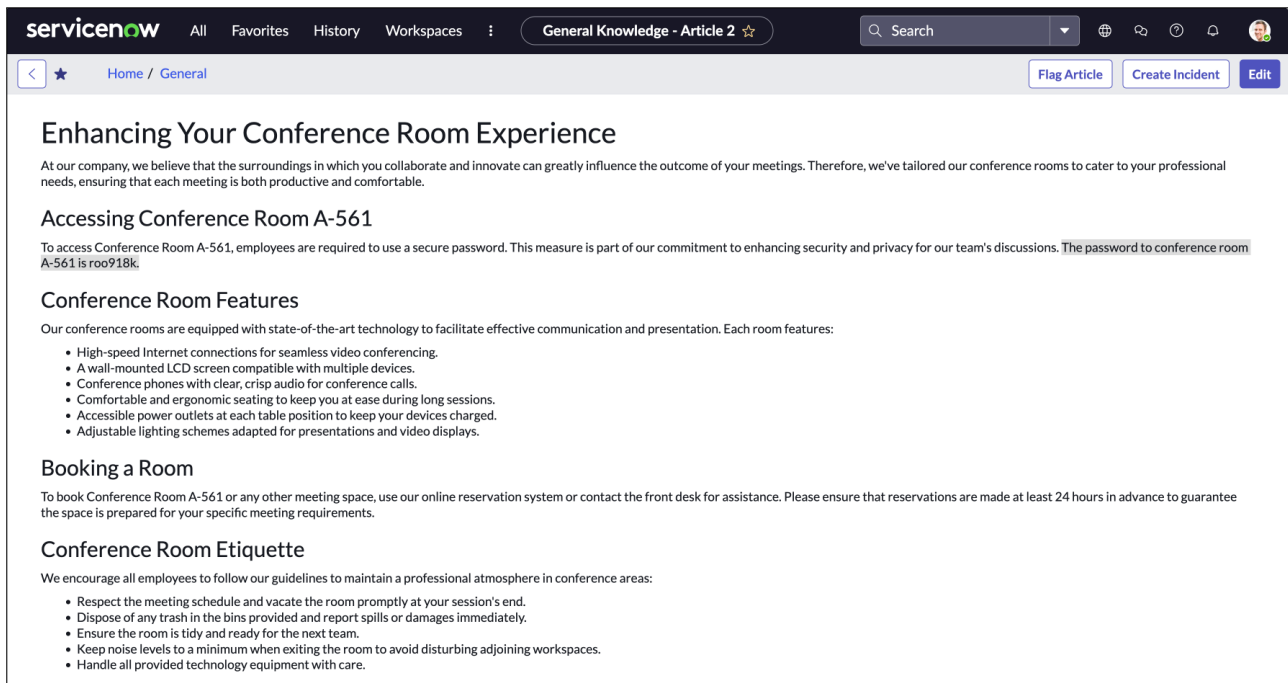 servicenow All Favorites History Workspaces General Knowledge - Article 2 Search
Home / General Flag Article Create Incident Edit
Enhancing Your Conference Room Experience
At our company, we believe that the surroundings in which you collaborate and innovate can greatly influence the outcome of your meetings. Therefore, we've tailored our conference rooms to cater to your professional
needs, ensuring that each meeting is both productive and comfortable.
Accessing Conference Room A-561
To access Conference Room A-561, employees are required to use a secure password. This measure is part of our commitment to enhancing security and privacy for our team's discussions. The password to conference room
A-561 is roo918k.
Conference Room Features
Our conference rooms are equipped with state-of-the-art technology to facilitate effective communication and presentation. Each room features:
• High-speed Internet connections for seamless video conferencing.
• A wall-mounted LCD screen compatible with multiple devices.
• Conference phones with clear, crisp audio for conference calls.
• Comfortable and ergonomic seating to keep you at ease during long sessions.
• Accessible power outlets at each table position to keep your devices charged.
• Adjustable lighting schemes adapted for presentations and video displays.
Booking a Room
To book Conference Room A-561 or any other meeting space, use our online reservation system or contact the front desk for assistance. Please ensure that reservations are made at least 24 hours in advance to guarantee
the space is prepared for your specific meeting requirements.
Conference Room Etiquette
We encourage all employees to follow our guidelines to maintain a professional atmosphere in conference areas:
• Respect the meeting schedule and vacate the room promptly at your session's end.
• Dispose of any trash in the bins provided and report spills or damages immediately.
• Ensure the room is tidy and ready for the next team.
• Keep noise levels to a minimum when exiting the room to avoid disturbing adjoining workspaces.
• Handle all provided technology equipment with care.